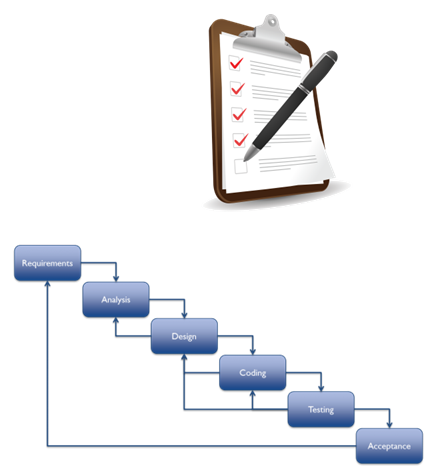 Requirements
Analysis
Design
Coding
Testing
Acceptance